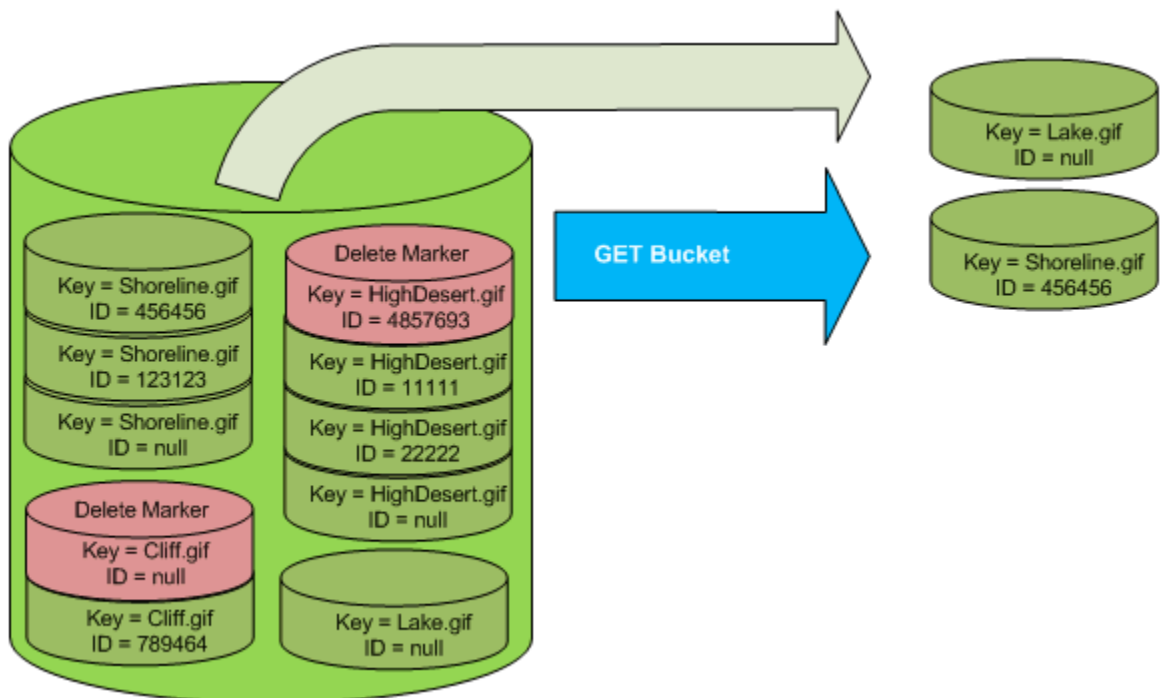 Key = Shoreline.gif
ID = 456456
Key = Shoreline.gif
ID = 123123
Key = Shoreline.gif
ID = null
Delete Marker
Key = Cliff.gif
ID = null
Key = Cliff.gif
ID = 789464
Delete Marker
Key = HighDesert.gif
ID = 4857693
Key = HighDesert.gif
ID = 11111
Key = HighDesert.gif
ID = 22222
Key = HighDesert.gif
ID = null
Key = Lake.gif
ID = null
GET Bucket
Key = Lake.gif
ID = null
Key = Shoreline.gif
ID = 456456